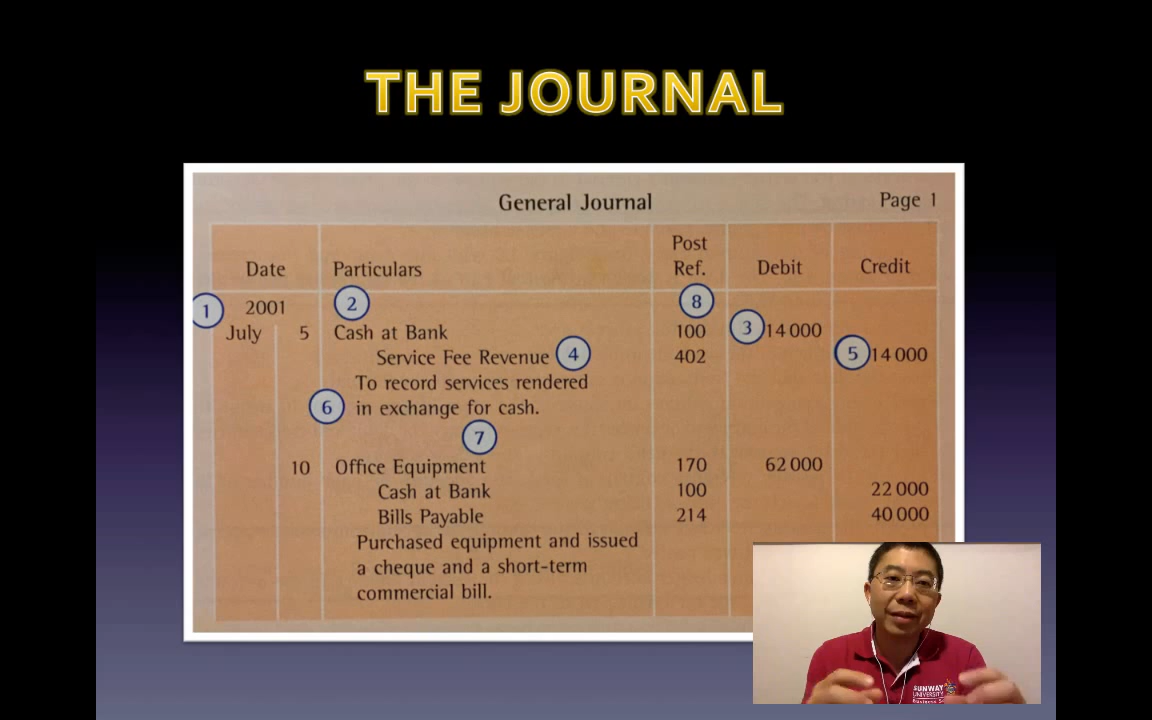 THE JOURNAL
General Journal Page 1
Date Particulars Post Ref. Debit Credit
1 2001 2 8
July 5 Cash at Bank 100 3 14 000
Service Fee Revenue 4 402 5 14 000
To record services rendered
6 in exchange for cash.
7
10 Office Equipment 170 62 000
Cash at Bank 100 22 000
Bills Payable 214 40 000
Purchased equipment and issued
a cheque and a short-term
commercial bill.
SUNWAY
UNIVERSITY